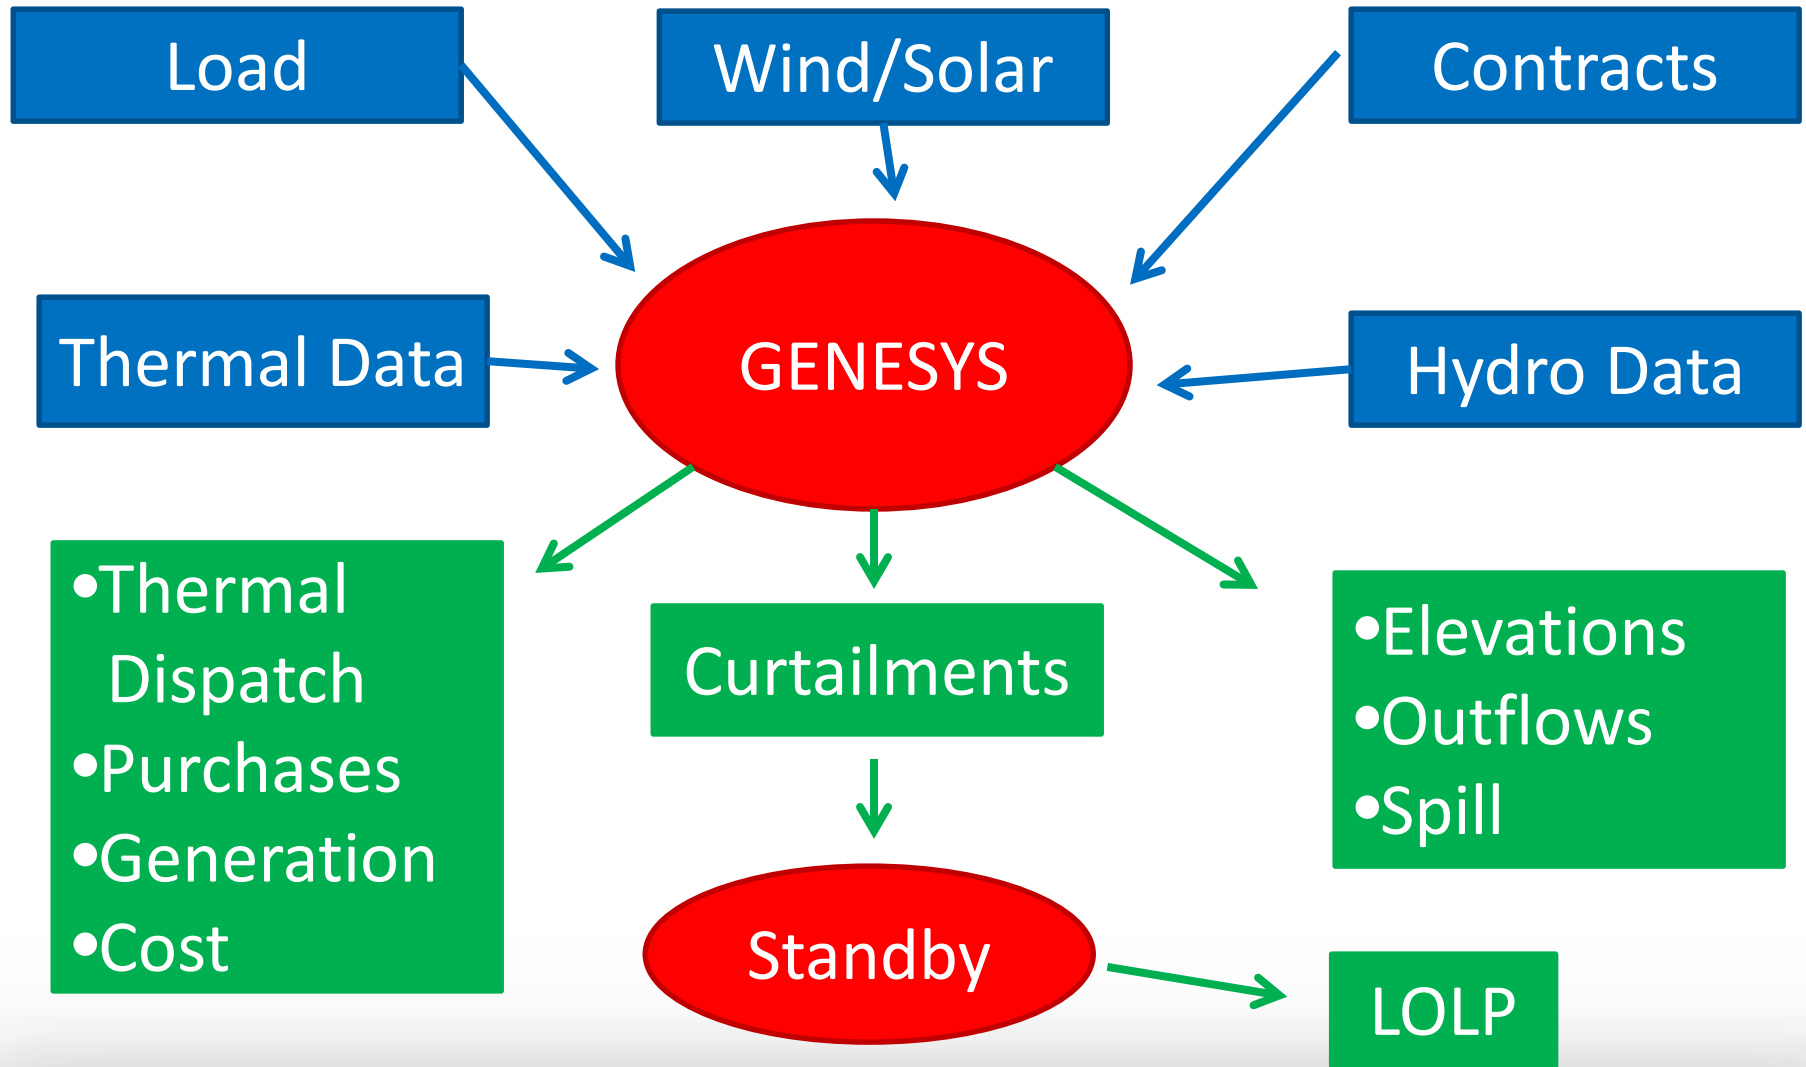 Load
Wind/Solar
Contracts
Thermal Data
GENESYS
Hydro Data
•Thermal
Dispatch
•Purchases
•Generation
•Cost
Curtailments
•Elevations
•Outflows
•Spill
Standby
LOLP